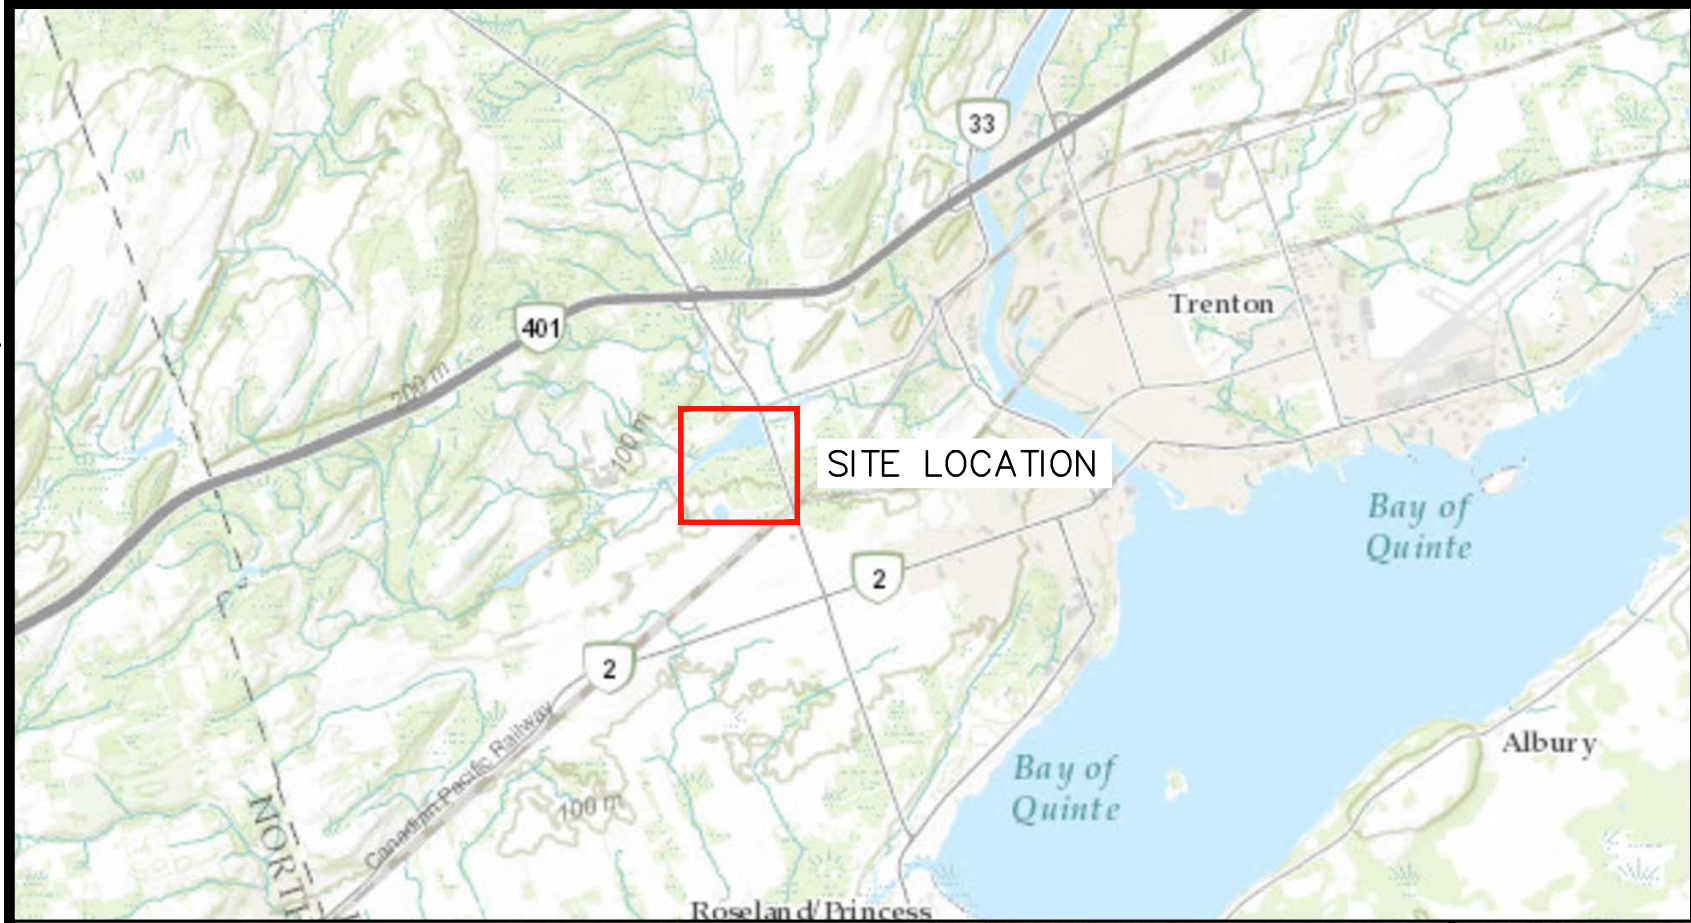 33
Trenton
401
200 m
100 m
SITE LOCATION
Bay of
Quinte
2
2
Canadian Pacific Railway
Albury
Bay of
Quinte
100 m
NORTH
Roseland/Princess